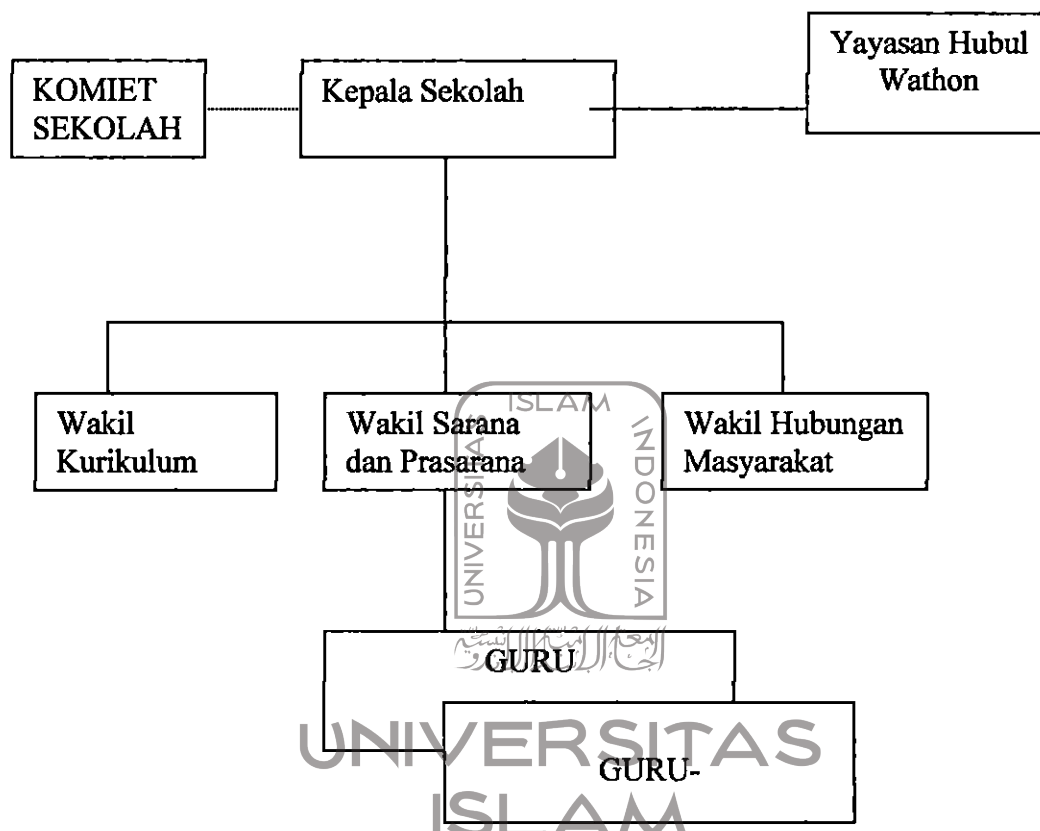 Yayasan Hubul
Wathon
KOMIET
SEKOLAH
Kepala Sekolah
Wakil
Kurikulum
Wakil Sarana
dan Prasarana
Wakil Hubungan
Masyarakat
ISLAM
UNIVERSITAS
INDONESIA
GURU
GURU-
UNIVERSITAS
ISLAM